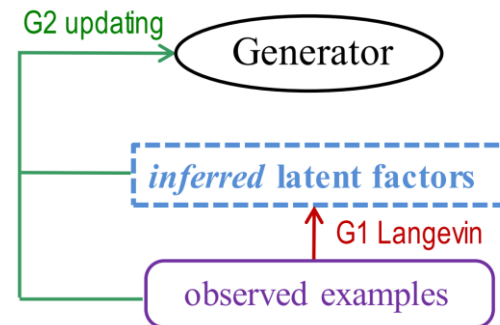 G2 updating
Generator
inferred latent factors
G1 Langevin
observed examples